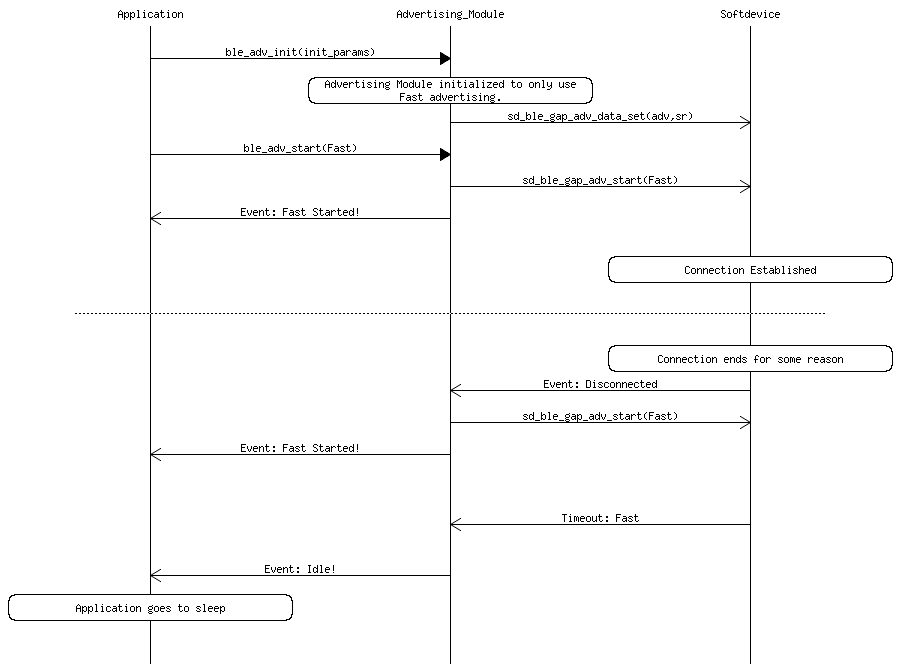 Application
Advertising_Module
Softdevice
ble_adv_init(init_params)
Advertising Module initialized to only use
Fast advertising.
sd_ble_gap_adv_data_set(adv,sr)
ble_adv_start(Fast)
sd_ble_gap_adv_start(Fast)
Event: Fast Started!
Connection Established
Connection ends for some reason
Event: Disconnected
sd_ble_gap_adv_start(Fast)
Event: Fast Started!
Timeout: Fast
Event: Idle!
Application goes to sleep